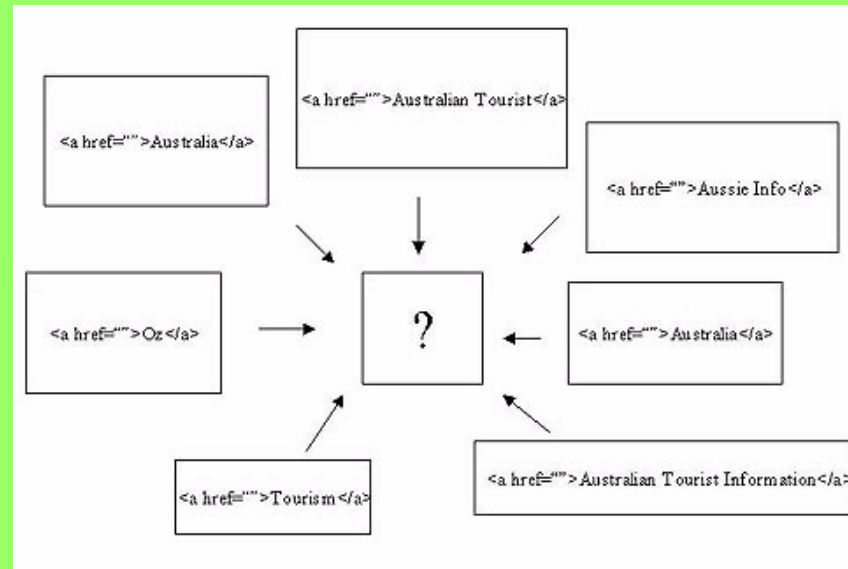 <a href="">Australian Tourist</a>
<a href="">Australia</a>
<a href="">Aussie Info</a>
<a href="">Oz</a>
?
<a href="">Australia</a>
<a href="">Tourism</a>
<a href="">Australian Tourist Information</a>